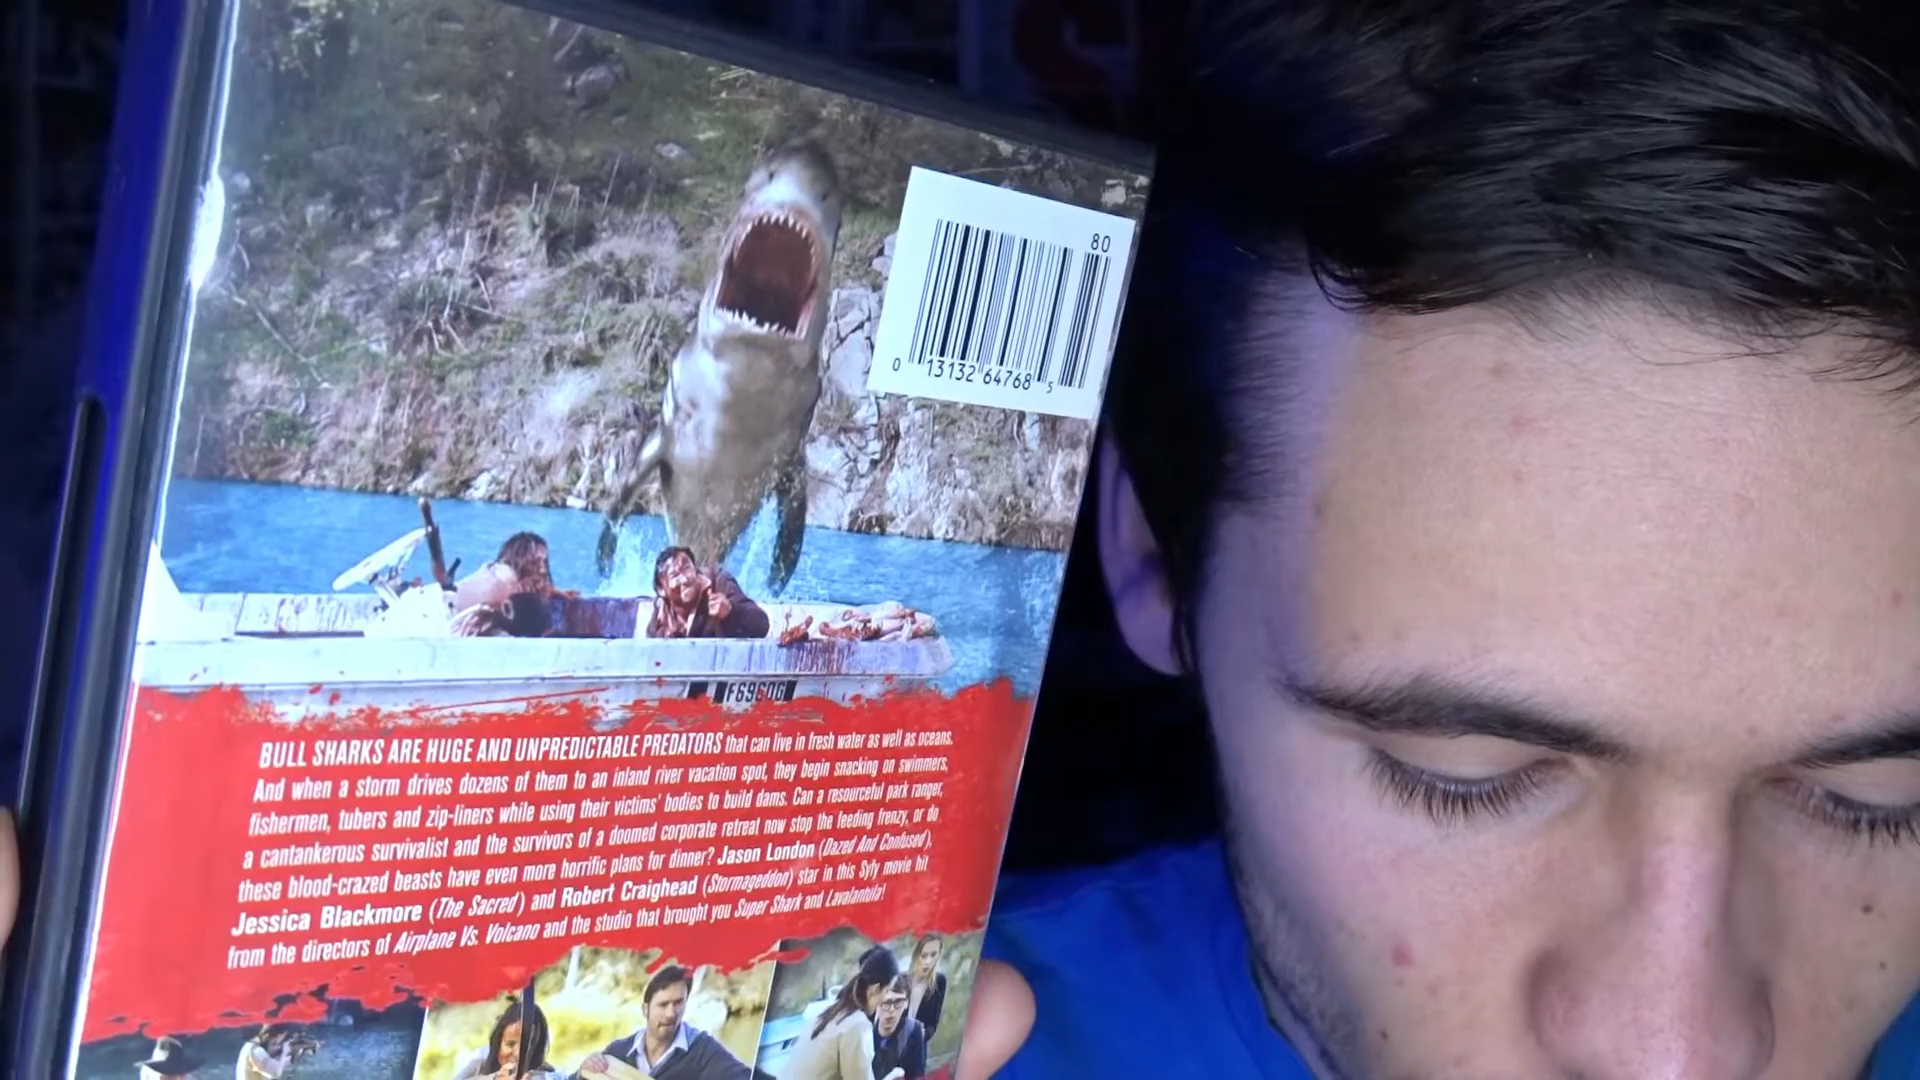 80
0 13132 64768 5
F69SOG
BULL SHARKS ARE HUGE AND UNPREDICTABLE PREDATORS that can live in fresh water as well as oceans.
And when a storm drives dozens of them to an inland river vacation spot, they begin snacking on swimmers,
fishermen, tubers and zip-liners while using their victims' bodies to build dams. Can a resourceful park ranger,
a cantankerous survivalist and the survivors of a doomed corporate retreat now stop the feeding frenzy, or do
these blood-crazed beasts have even more horrific plans for dinner? Jason London (Dazed And Confused),
Jessica Blackmore (The Sacred) and Robert Craighead (Stormageddon) star in this Syfy movie hit
from the directors of Airplane Vs. Volcano and the studio that brought you Super Shark and Lavalantula!